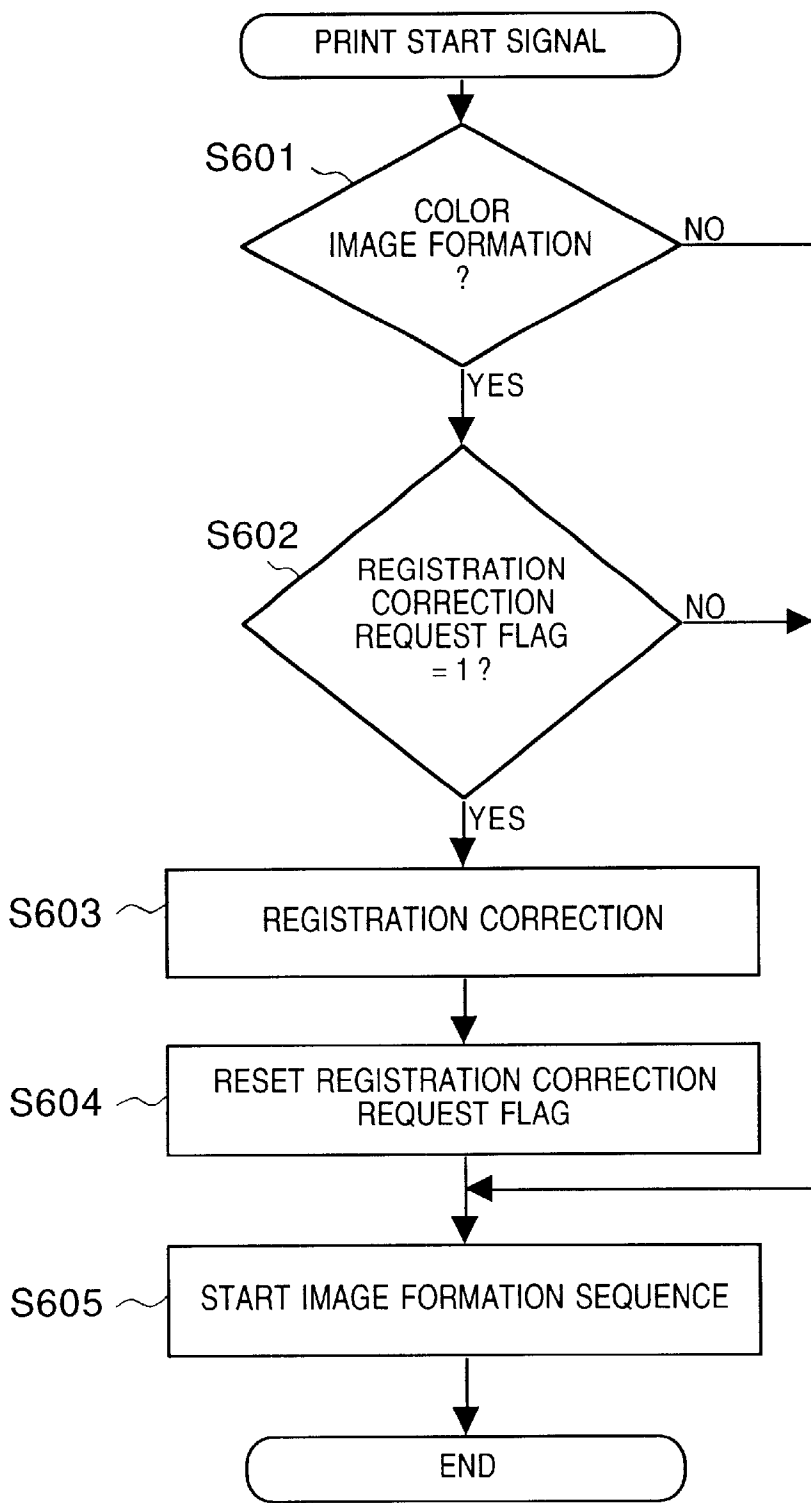 PRINT START SIGNAL
S601
COLOR
IMAGE FORMATION
?
NO
YES
S602
REGISTRATION
CORRECTION
REQUEST FLAG
= 1 ?
NO
YES
S603
REGISTRATION CORRECTION
S604
RESET REGISTRATION CORRECTION
REQUEST FLAG
S605
START IMAGE FORMATION SEQUENCE
END